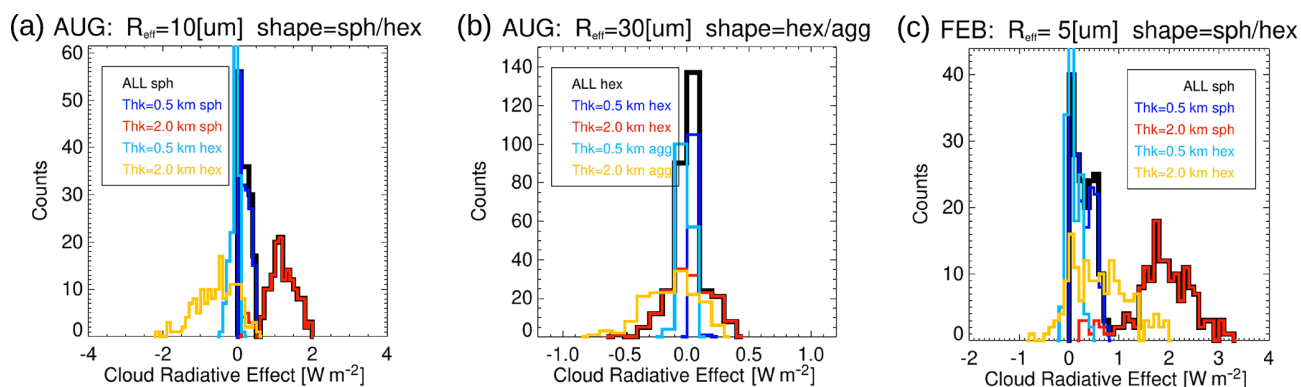 (a) AUG: Reff=10[um] shape=sph/hex
Counts
60
50
40
30
20
10
0
ALL sph
Thk=0.5 km sph
Thk=2.0 km sph
Thk=0.5 km hex
Thk=2.0 km hex
-4 -2 0 2 4
Cloud Radiative Effect [W m-2]
(b) AUG: Reff=30[um] shape=hex/agg
Counts
140
120
100
80
60
40
20
0
ALL hex
Thk=0.5 km hex
Thk=2.0 km hex
Thk=0.5 km agg
Thk=2.0 km agg
-1.0 -0.5 0.0 0.5 1.0
Cloud Radiative Effect [W m-2]
(c) FEB: Reff= 5[um] shape=sph/hex
Counts
40
30
20
10
0
ALL sph
Thk=0.5 km sph
Thk=2.0 km sph
Thk=0.5 km hex
Thk=2.0 km hex
-2 -1 0 1 2 3 4
Cloud Radiative Effect [W m-2]